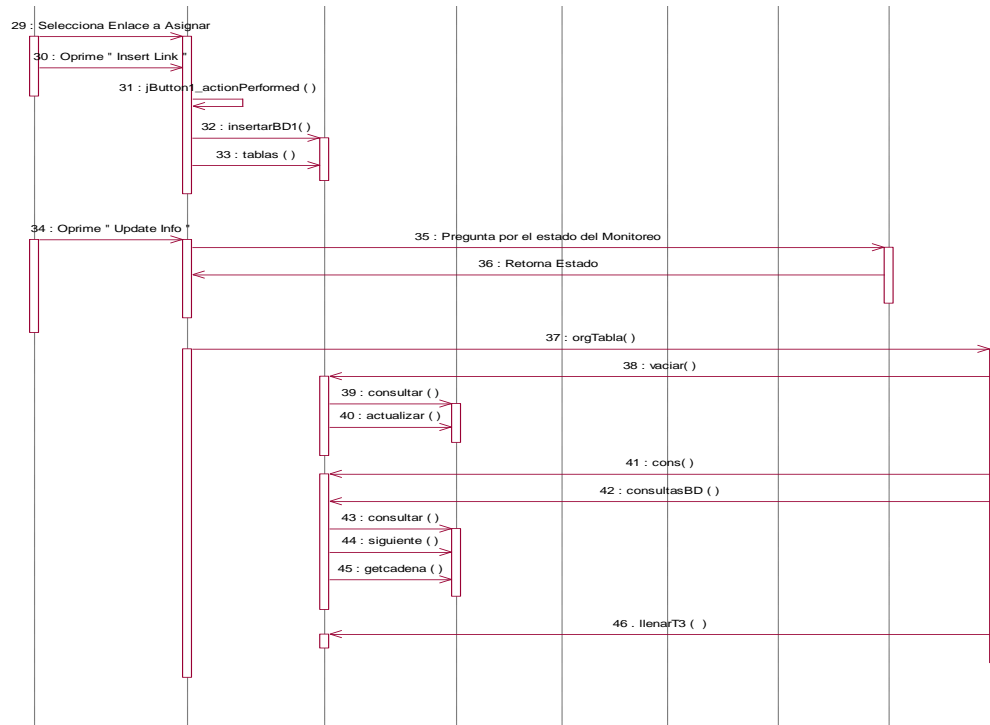 29 : Selecciona Enlace a Asignar
30 : Oprime " Insert Link "
31 : jButton1_actionPerformed ( )
32 : insertarBD1( )
33 : tablas ( )
34 : Oprime " Update Info "
35 : Pregunta por el estado del Monitoreo
36 : Retorna Estado
37 : orgTabla( )
38 : vaciar( )
39 : consultar ( )
40 : actualizar ( )
41 : cons( )
42 : consultasBD ( )
43 : consultar ( )
44 : siguiente ( )
45 : getcadena ( )
46 . llenarT3 ( )